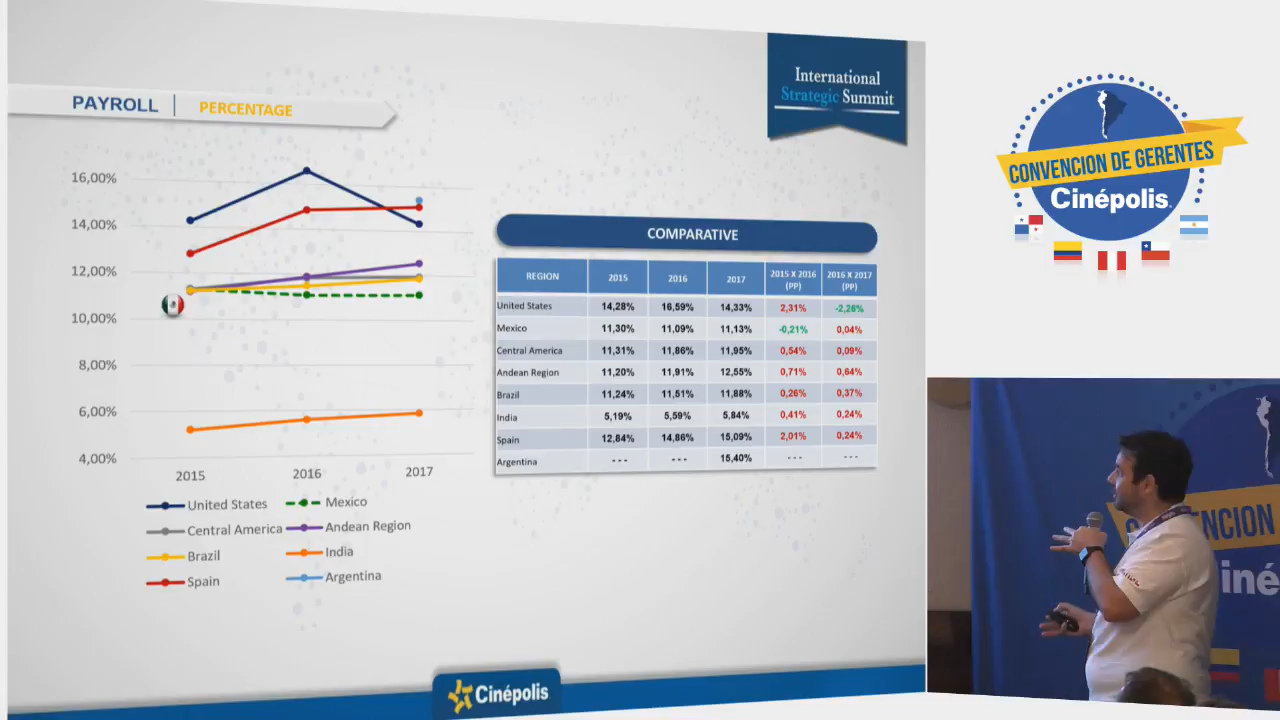 PAYROLL | PERCENTAGE
International
Strategic Summit
16,00%
14,00%
12,00%
10,00%
8,00%
6,00%
4,00%
2015 2016 2017
United States Mexico
Central America Andean Region
Brazil India
Spain Argentina
COMPARATIVE
REGION 2015 2016 2017 2015 X 2016 (PP) 2016 X 2017 (PP)
United States 14,28% 16,59% 14,33% 2,31% -2,26%
Mexico 11,30% 11,09% 11,13% -0,21% 0,04%
Central America 11,31% 11,86% 11,95% 0,54% 0,09%
Andean Region 11,20% 11,91% 12,55% 0,71% 0,64%
Brazil 11,24% 11,51% 11,88% 0,26% 0,37%
India 5,19% 5,59% 5,84% 0,41% 0,24%
Spain 12,84% 14,86% 15,09% 2,01% 0,24%
Argentina --- --- 15,40% --- ---
Cinépolis
CONVENCION DE GERENTES
Cinépolis
CONVENCION
iné